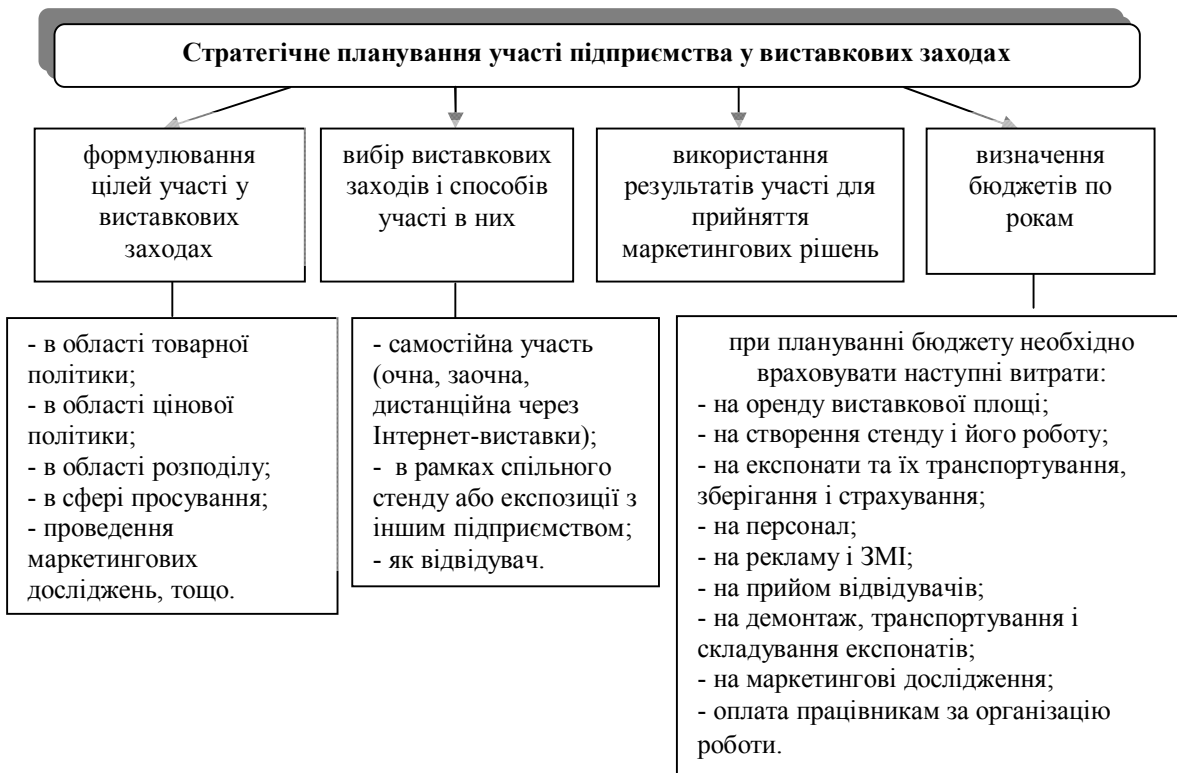 Стратегічне планування участі підприємства у виставкових заходах
формулювання
цілей участі у
виставкових
заходах
вибір виставкових
заходів і способів
участі в них
використання
результатів участі для
прийняття
маркетингових рішень
визначення
бюджетів по
рокам
- в області товарної
політики;
- в області цінової
політики;
- в області розподілу;
- в сфері просування;
- проведення
маркетингових
досліджень, тощо.
- самостійна участь
(очна, заочна,
дистанційна через
Інтернет-виставки);
- в рамках спільного
стенду або експозиції з
іншим підприємством;
- як відвідувач.
при плануванні бюджету необхідно
враховувати наступні витрати:
- на оренду виставкової площі;
- на створення стенду і його роботу;
- на експонати та їх транспортування,
зберігання і страхування;
- на персонал;
- на рекламу і ЗМІ;
- на прийом відвідувачів;
- на демонтаж, транспортування і
складування експонатів;
- на маркетингові дослідження;
- оплата працівникам за організацію
роботи.